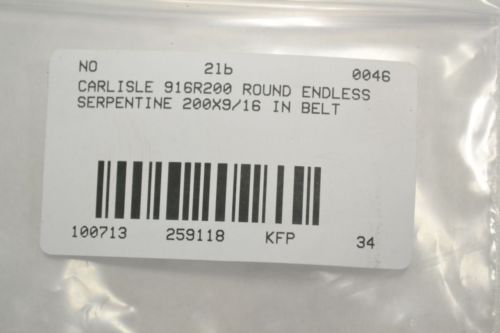 NO 21b 0046
CARLISLE 916R200 ROUND ENDLESS
SERPENTINE 200X9/16 IN BELT
100713 259118 KFP 34